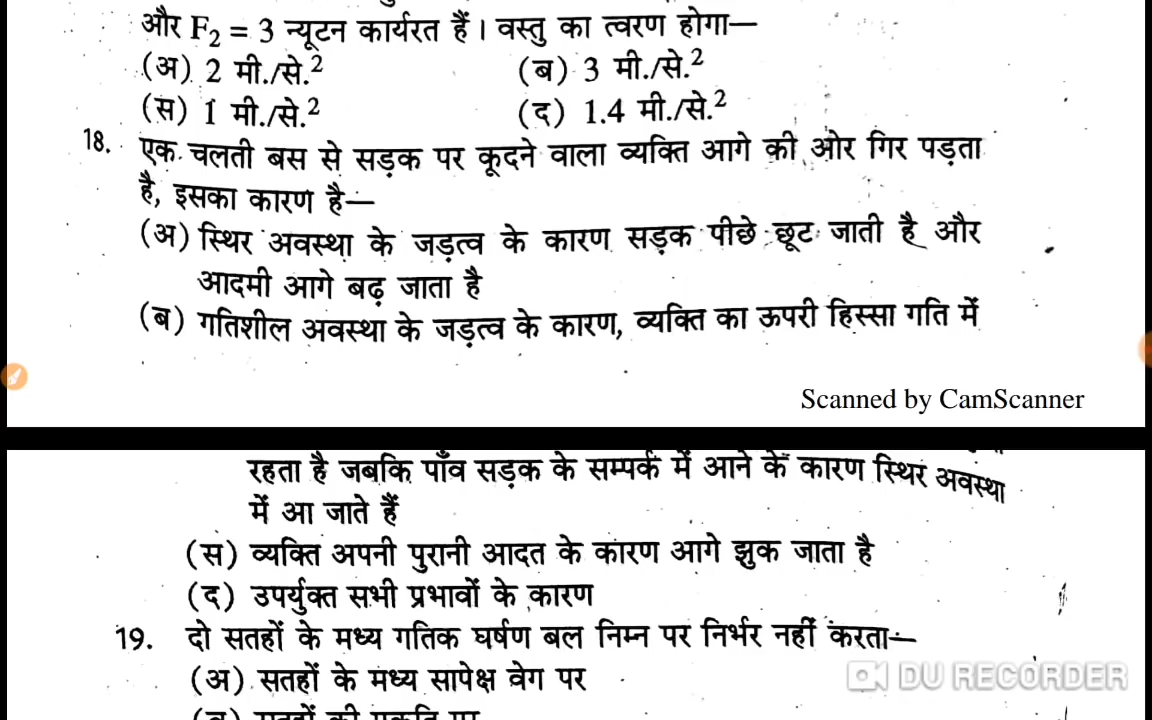 और F₂ = 3 न्यूटन कार्यरत हैं। वस्तु का त्वरण होगा—
(अ) 2 मी./से.² (ब) 3 मी./से.²
(स) 1 मी./से.² (द) 1.4 मी./से.²
18. एक चलती बस से सड़क पर कूदने वाला व्यक्ति आगे की ओर गिर पड़ता
है, इसका कारण है—
(अ) स्थिर अवस्था के जड़त्व के कारण सड़क पीछे छूट जाती है और
आदमी आगे बढ़ जाता है
(ब) गतिशील अवस्था के जड़त्व के कारण, व्यक्ति का ऊपरी हिस्सा गति में
Scanned by CamScanner
रहता है जबकि पाँव सड़क के सम्पर्क में आने के कारण स्थिर अवस्था
में आ जाते हैं
(स) व्यक्ति अपनी पुरानी आदत के कारण आगे झुक जाता है
(द) उपर्युक्त सभी प्रभावों के कारण
19. दो सतहों के मध्य गतिक घर्षण बल निम्न पर निर्भर नहीं करता—
(अ) सतहों के मध्य सापेक्ष वेग पर
DU RECORDER